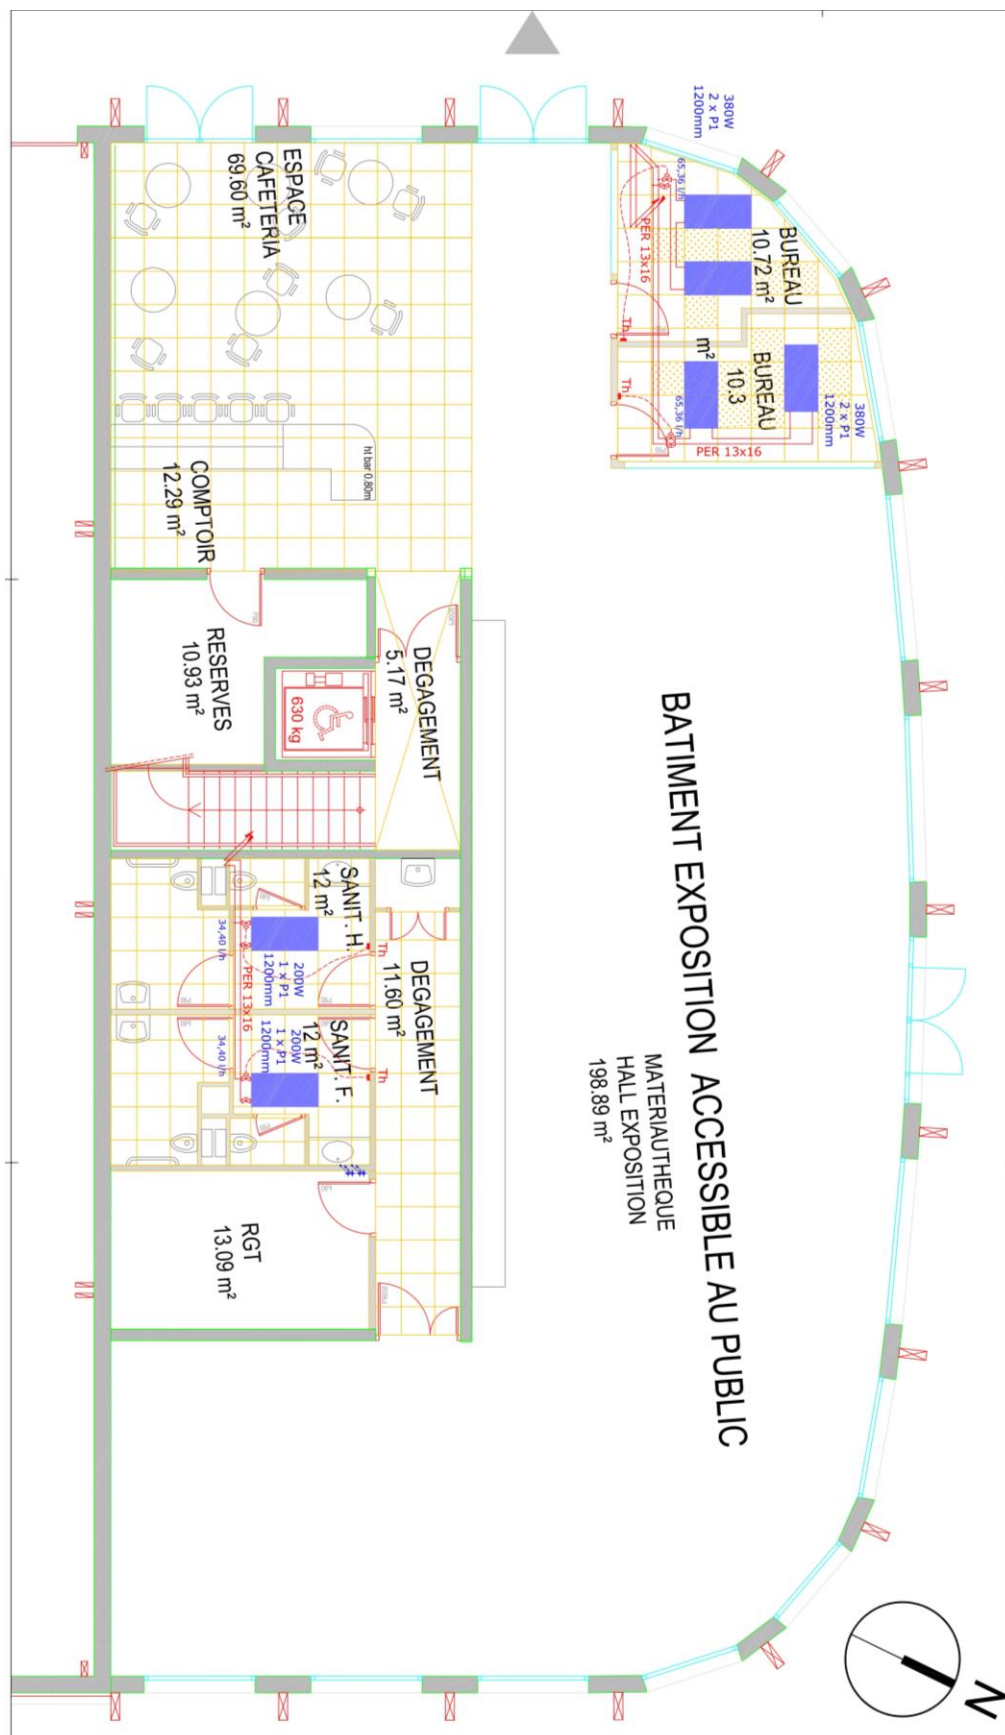 380W
2 x P1
1200mm
65,36 l/h
PER 13x16
BUREAU
10.72 m²
Th
ESPACE
CAFETERIA
69.60 m²
BUREAU
10.3
m²
Th
380W
2 x P1
1200mm
65,36 l/h
PER 13x16
ht bar 0.80m
COMPTOIR
12.29 m²
RESERVES
10.93 m²
630 kg
DEGAGEMENT
5.17 m²
BATIMENT EXPOSITION ACCESSIBLE AU PUBLIC
MATERIAUTHEQUE
HALL EXPOSITION
198.89 m²
SANIT. H.
12 m²
Th
34,40 l/h
200W
1 x P1
1200mm
PER 13x16
DEGAGEMENT
11.60 m²
SANIT. F.
12 m²
Th
34,40 l/h
200W
1 x P1
1200mm
RGT
13.09 m²
N